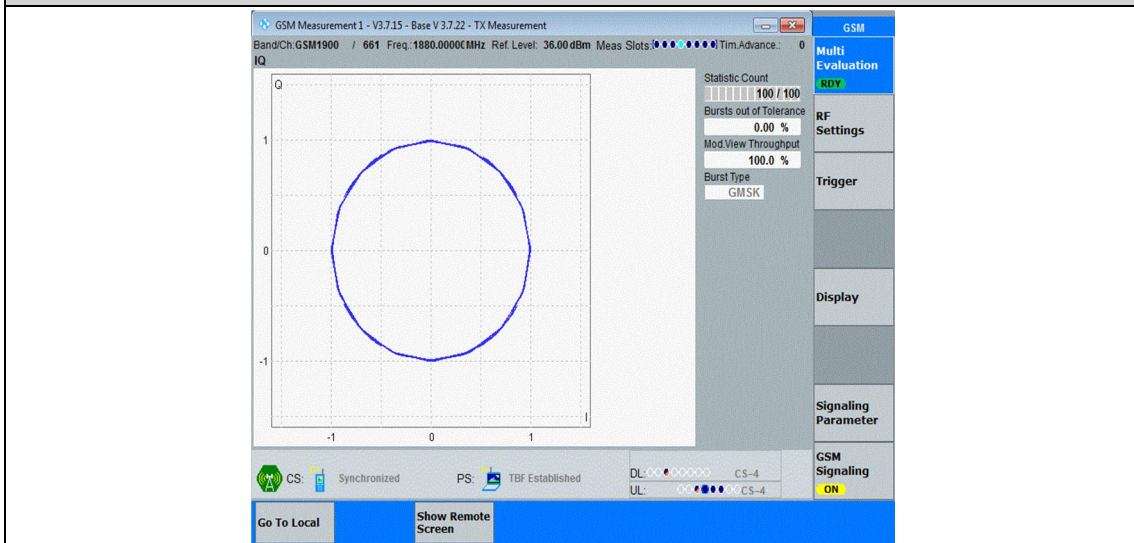 GSM Measurement 1 - V3.7.15 - Base V 3.7.22 - TX Measurement
GSM
Band/Ch:GSM1900 / 661 Freq.:1880.0000(MHz Ref. Level: 36.00 dBm Meas Slots: Tim.Advance.: 0
IQ
Multi
Evaluation
RDY
Q
Statistic Count
100 / 100
Bursts out of Tolerance
0.00 %
Mod.View Throughput
100.0 %
Burst Type
GMSK
RF
Settings
Trigger
Display
1
0
-1
I
-1 0 1
Signaling
Parameter
GSM
Signaling
ON
CS: Synchronized PS: TBF Established
DL: CS-4
UL: CS-4
Go To Local
Show Remote
Screen